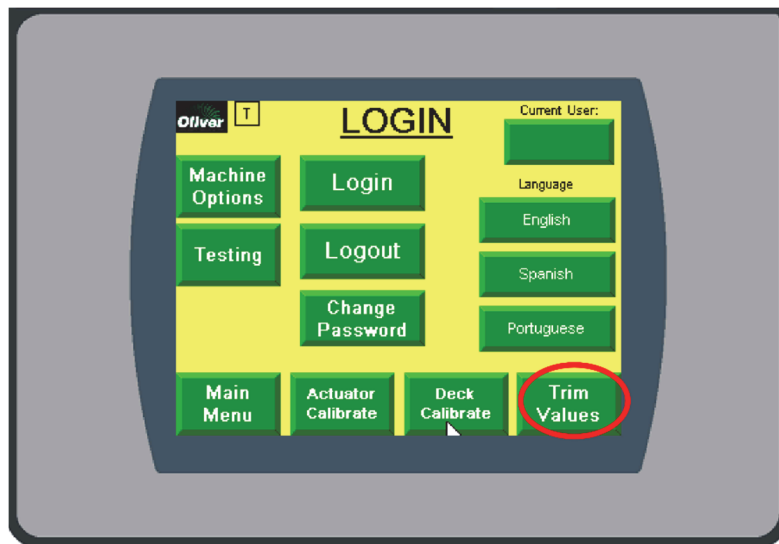 Oliver
T
LOGIN
Current User:
Machine
Options
Login
Language
English
Testing
Logout
Spanish
Change
Password
Portuguese
Main
Menu
Actuator
Calibrate
Deck
Calibrate
Trim
Values